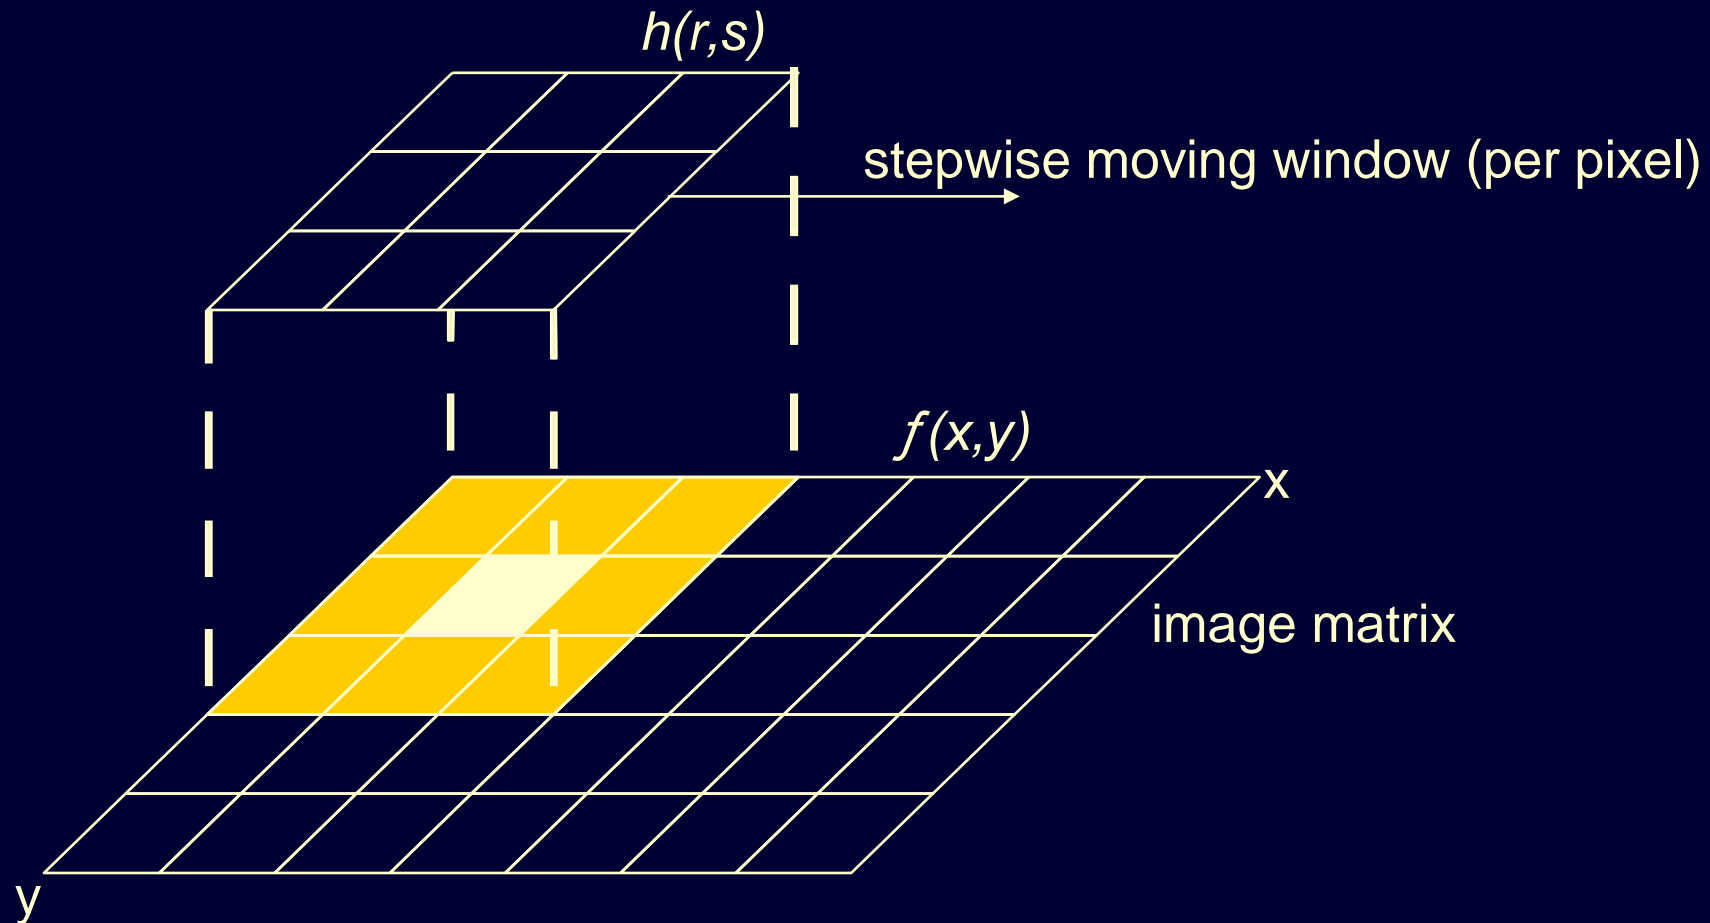 h(r,s)
stepwise moving window (per pixel)
f(x,y)
x
image matrix
y